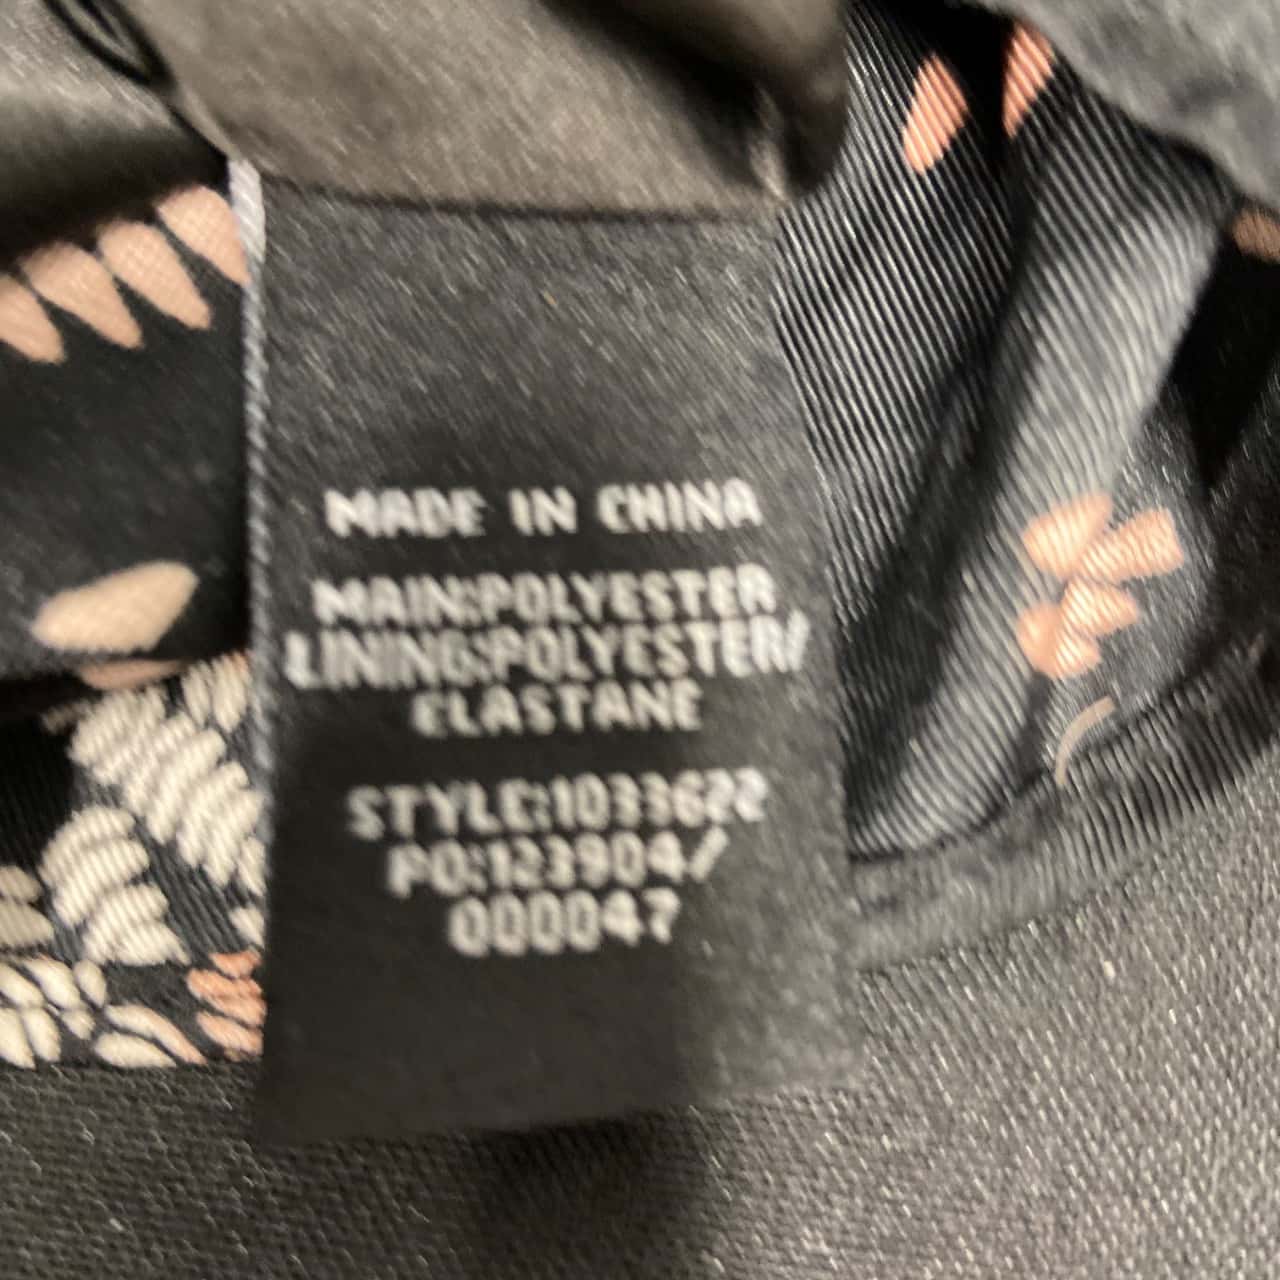 MADE IN CHINA
MAIN:POLYESTER
LINING:POLYESTER/
ELASTANE
STYLE:1033622
PO:123904/
000047